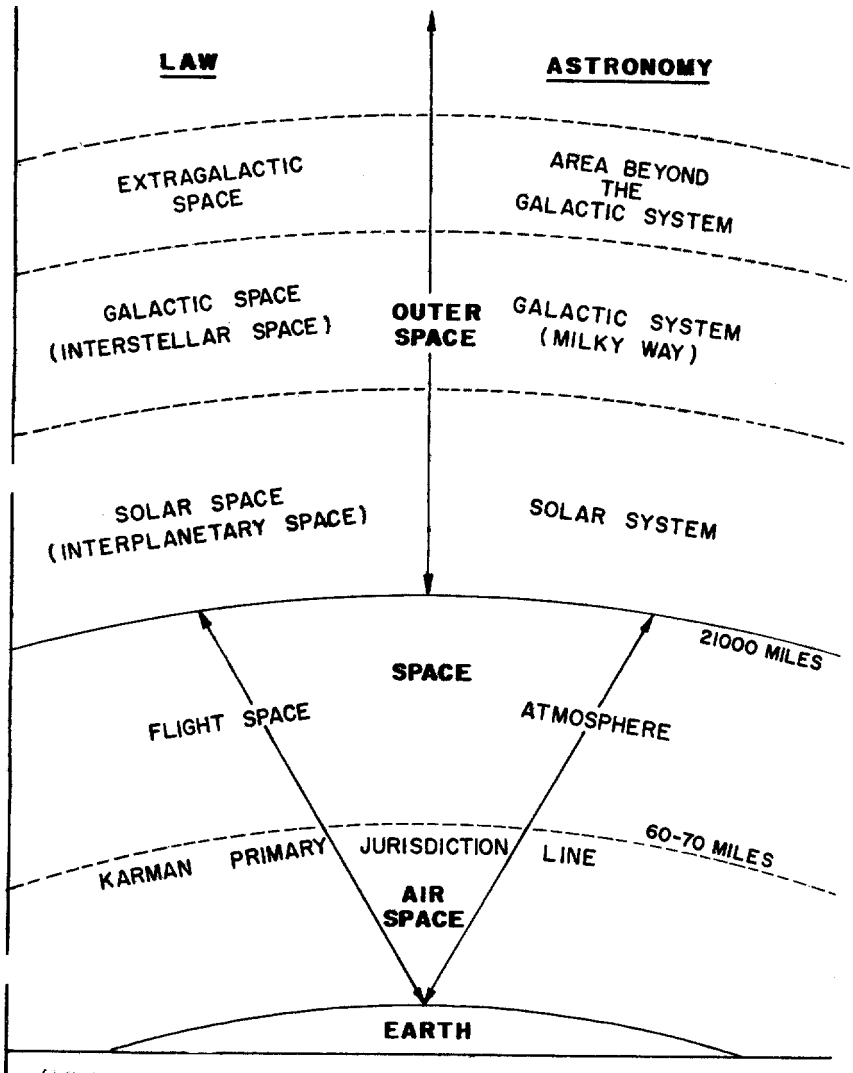 LAW
ASTRONOMY
EXTRAGALACTIC
SPACE
AREA BEYOND
THE
GALACTIC SYSTEM
GALACTIC SPACE
(INTERSTELLAR SPACE)
OUTER
SPACE
GALACTIC SYSTEM
(MILKY WAY)
SOLAR SPACE
(INTERPLANETARY SPACE)
SOLAR SYSTEM
21000 MILES
SPACE
FLIGHT SPACE
ATMOSPHERE
60-70 MILES
KARMAN PRIMARY JURISDICTION LINE
AIR
SPACE
EARTH